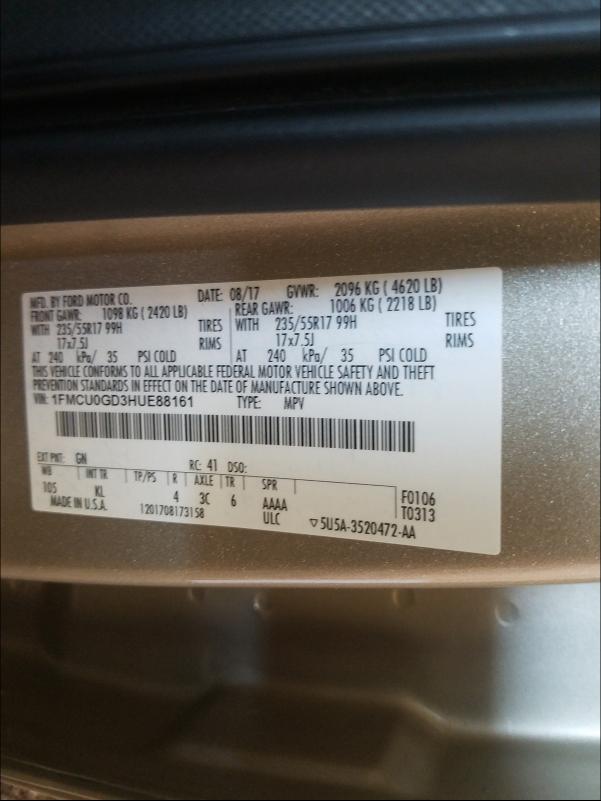 MFD. BY FORD MOTOR CO. DATE: 08/17 GVWR: 2096 KG ( 4620 LB)
FRONT GAWR: 1098 KG ( 2420 LB) REAR GAWR: 1006 KG ( 2218 LB)
WITH 235/55R17 99H TIRES WITH 235/55R17 99H TIRES
17x7.5J RIMS 17x7.5J RIMS
AT 240 kPa/ 35 PSI COLD AT 240 kPa/ 35 PSI COLD
THIS VEHICLE CONFORMS TO ALL APPLICABLE FEDERAL MOTOR VEHICLE SAFETY AND THEFT
PREVENTION STANDARDS IN EFFECT ON THE DATE OF MANUFACTURE SHOWN ABOVE.
VIN: 1FMCU0GD3HUE88161 TYPE: MPV
EXT PNT: GN RC: 41 DSO:
WB INT TR TP/PS R AXLE TR SPR
105 KL 4 3C 6 AAAA F0106
MADE IN U.S.A. 1201708173158 ULC T0313
▽5U5A-3520472-AA